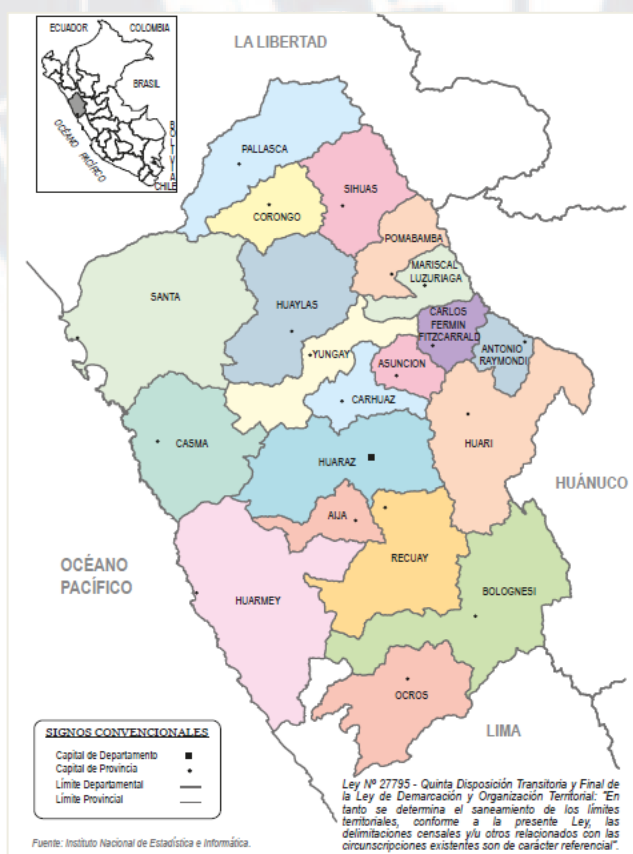 ECUADOR
COLOMBIA
BRASIL
BOLIVIA
CHILE
OCÉANO PACÍFICO
LA LIBERTAD
PALLASCA
SIHUAS
CORONGO
POMABAMBA
MARISCAL
LUZURIAGA
SANTA
HUAYLAS
CARLOS
FERMIN
FITZCARRALD
YUNGAY
ANTONIO
RAYMONDI
ASUNCION
CARHUAZ
CASMA
HUARI
HUARAZ
HUÁNUCO
AIJA
OCÉANO
PACÍFICO
RECUAY
HUARMEY
BOLOGNESI
OCROS
LIMA
SIGNOS CONVENCIONALES
Capital de Departamento
Capital de Provincia
Límite Departamental
Límite Provincial
Ley Nº 27795 - Quinta Disposición Transitoria y Final de
la Ley de Demarcación y Organización Territorial: "En
tanto se determina el saneamiento de los límites
territoriales, conforme a la presente Ley, las
delimitaciones censales y/u otros relacionados con las
circunscripciones existentes son de carácter referencial".
Fuente: Instituto Nacional de Estadística e Informática.